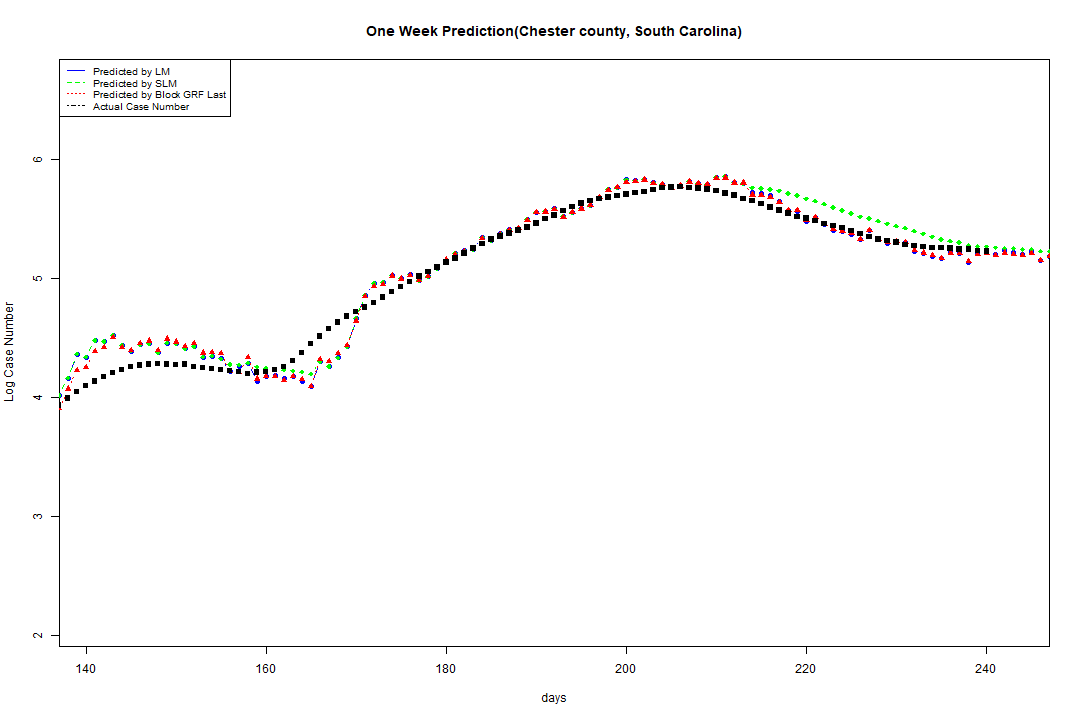 One Week Prediction(Chester county, South Carolina)
Predicted by LM
Predicted by SLM
Predicted by Block GRF Last
Actual Case Number
6
5
4
3
2
Log Case Number
140 160 180 200 220 240
days